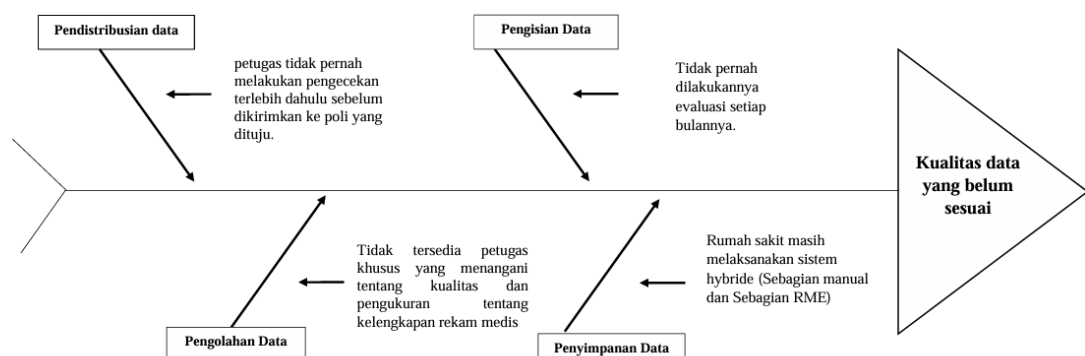 Pendistribusian data
petugas tidak pernah
melakukan pengecekan
terlebih dahulu sebelum
dikirimkan ke poli yang
dituju.
Pengisian Data
Tidak pernah
dilakukannya
evaluasi setiap
bulannya.
Kualitas data
yang belum
sesuai
Tidak tersedia petugas
khusus yang menangani
tentang kualitas dan
pengukuran tentang
kelengkapan rekam medis
Pengolahan Data
Rumah sakit masih
melaksanakan sistem
hybride (Sebagian manual
dan Sebagian RME)
Penyimpanan Data